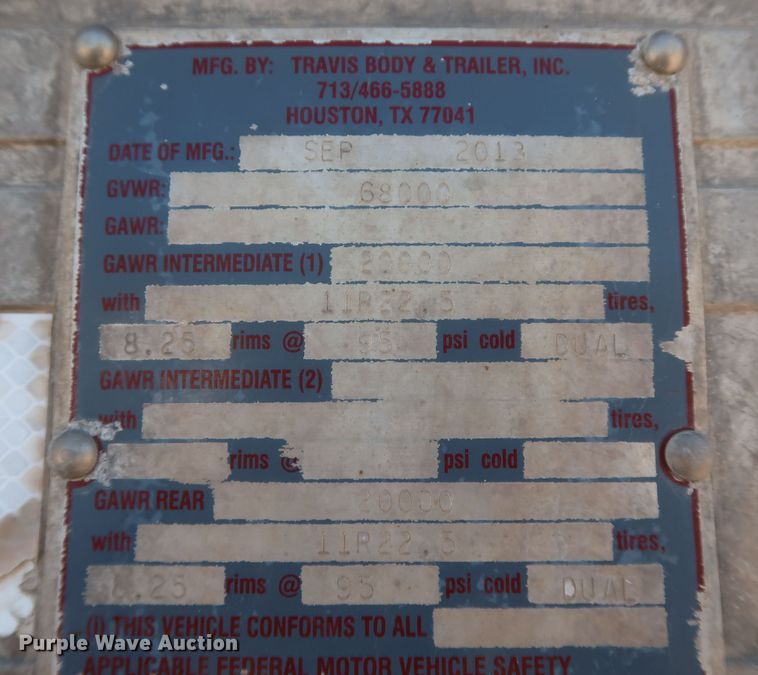 MFG. BY: TRAVIS BODY & TRAILER, INC.
713/466-5888
HOUSTON, TX 77041
DATE OF MFG.: SEP 2013
GVWR: 68000
GAWR:
GAWR INTERMEDIATE (1) 20000
with 11R22.5 tires,
8.25 rims @ 95 psi cold DUAL
GAWR INTERMEDIATE (2)
with tires,
rims @ psi cold
GAWR REAR 20000
with 11R22.5 tires,
8.25 rims @ 95 psi cold DUAL
(I) THIS VEHICLE CONFORMS TO ALL
APPLICABLE FEDERAL MOTOR VEHICLE SAFETY
Purple Wave Auction